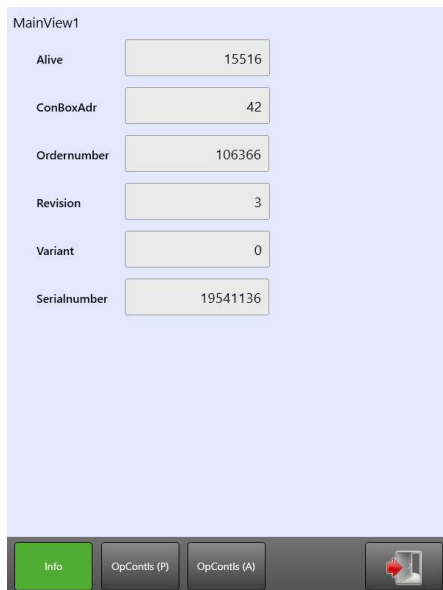 MainView1
Alive 15516
ConBoxAdr 42
Ordernumber 106366
Revision 3
Variant 0
Serialnumber 19541136
Info OpContls (P) OpContls (A)